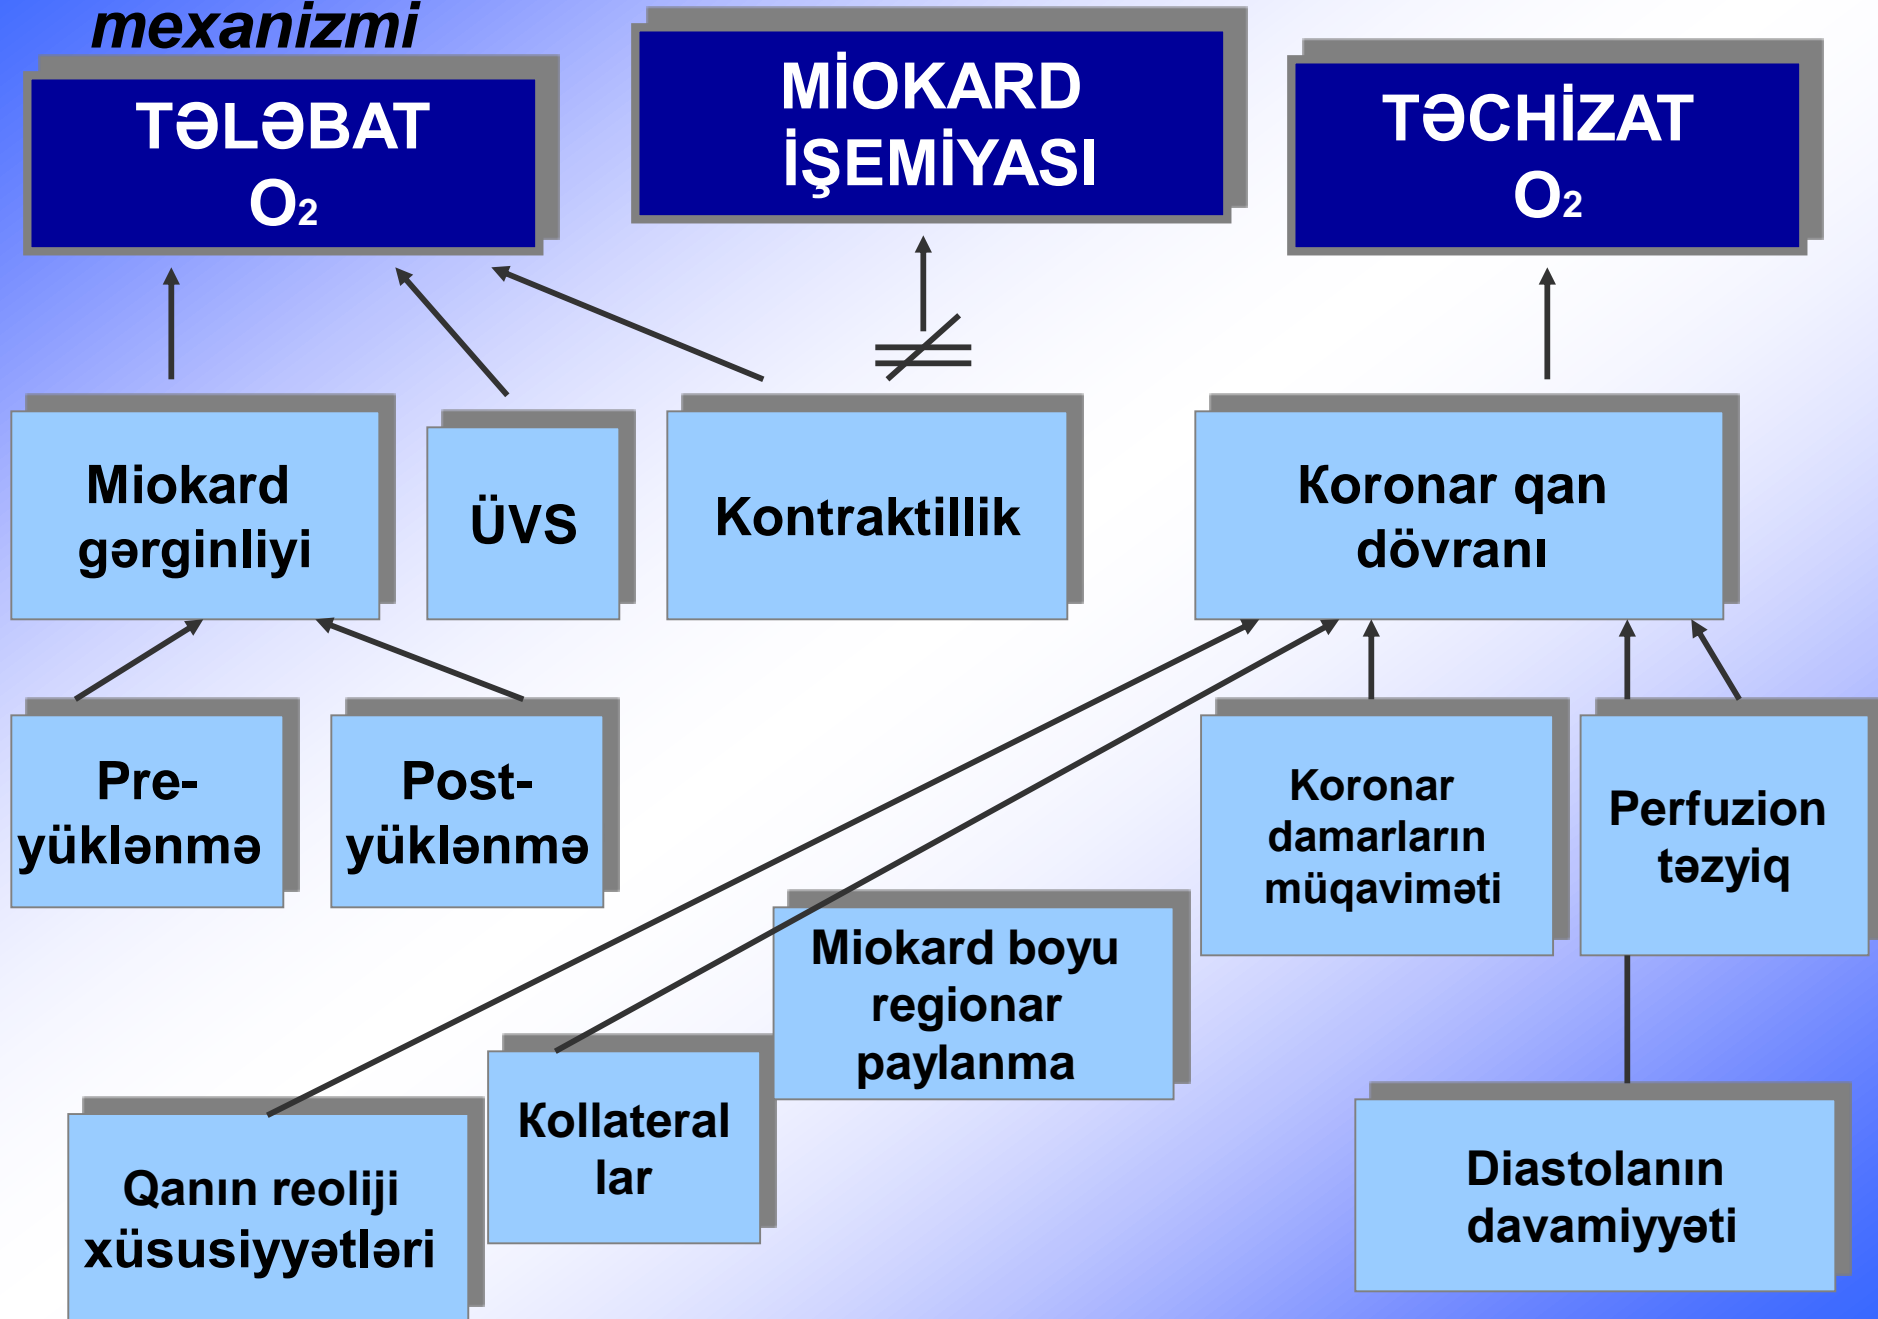 mexanizmi
TƏLƏBAT
O₂
MİOKARD
İŞEMİYASI
TƏCHİZAT
O₂
Miokard
gərginliyi
ÜVS
Kontraktillik
Koronar qan
dövranı
Pre-
yüklənmə
Post-
yüklənmə
Koronar
damarların
müqaviməti
Perfuzion
təzyiq
Miokard boyu
regionar
paylanma
Kollateral
lar
Qanın reoliji
xüsusiyyətləri
Diastolanın
davamiyyəti